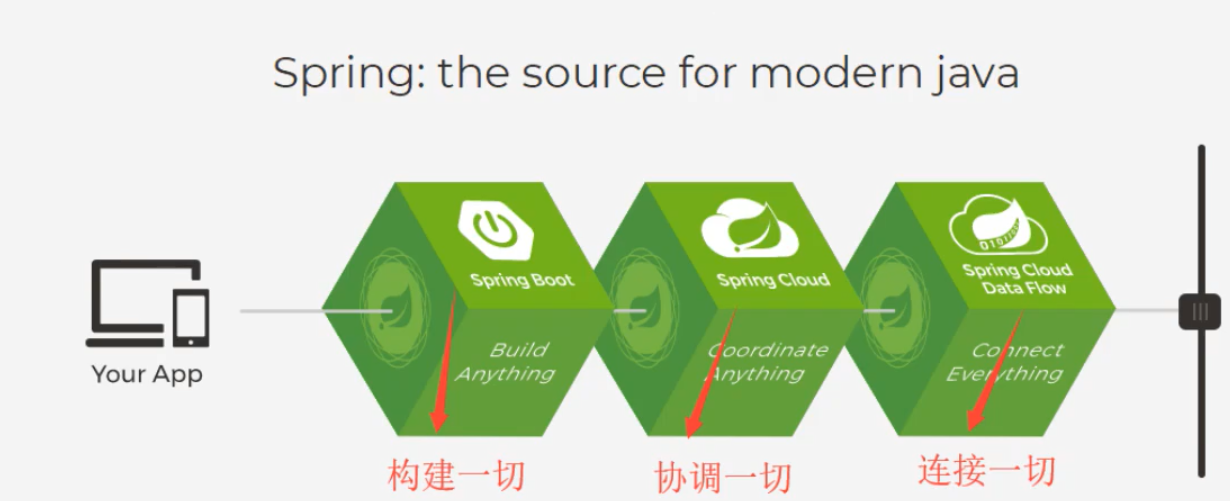 Spring: the source for modern java
Spring Boot
Spring Cloud
Spring Cloud
Data Flow
0101
Your App
Build
Anything
Coordinate
Anything
Connect
Everything
构建一切
协调一切
连接一切